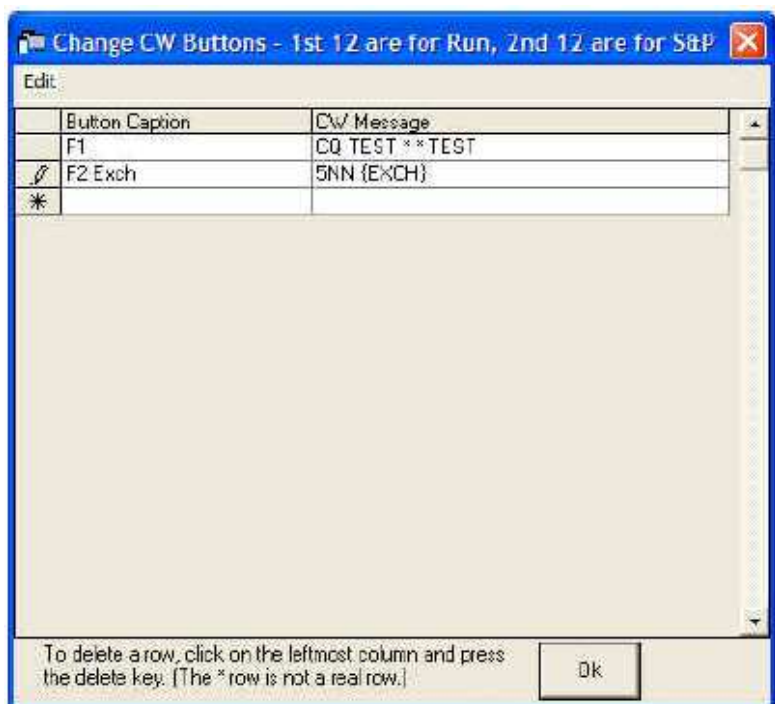 Change CW Buttons - 1st 12 are for Run, 2nd 12 are for S&P
Edit
Button Caption CW Message
F1 CQ TEST * * TEST
F2 Exch 5NN {EXCH}
*
To delete a row, click on the leftmost column and press
the delete key. (The * row is not a real row.)
Ok